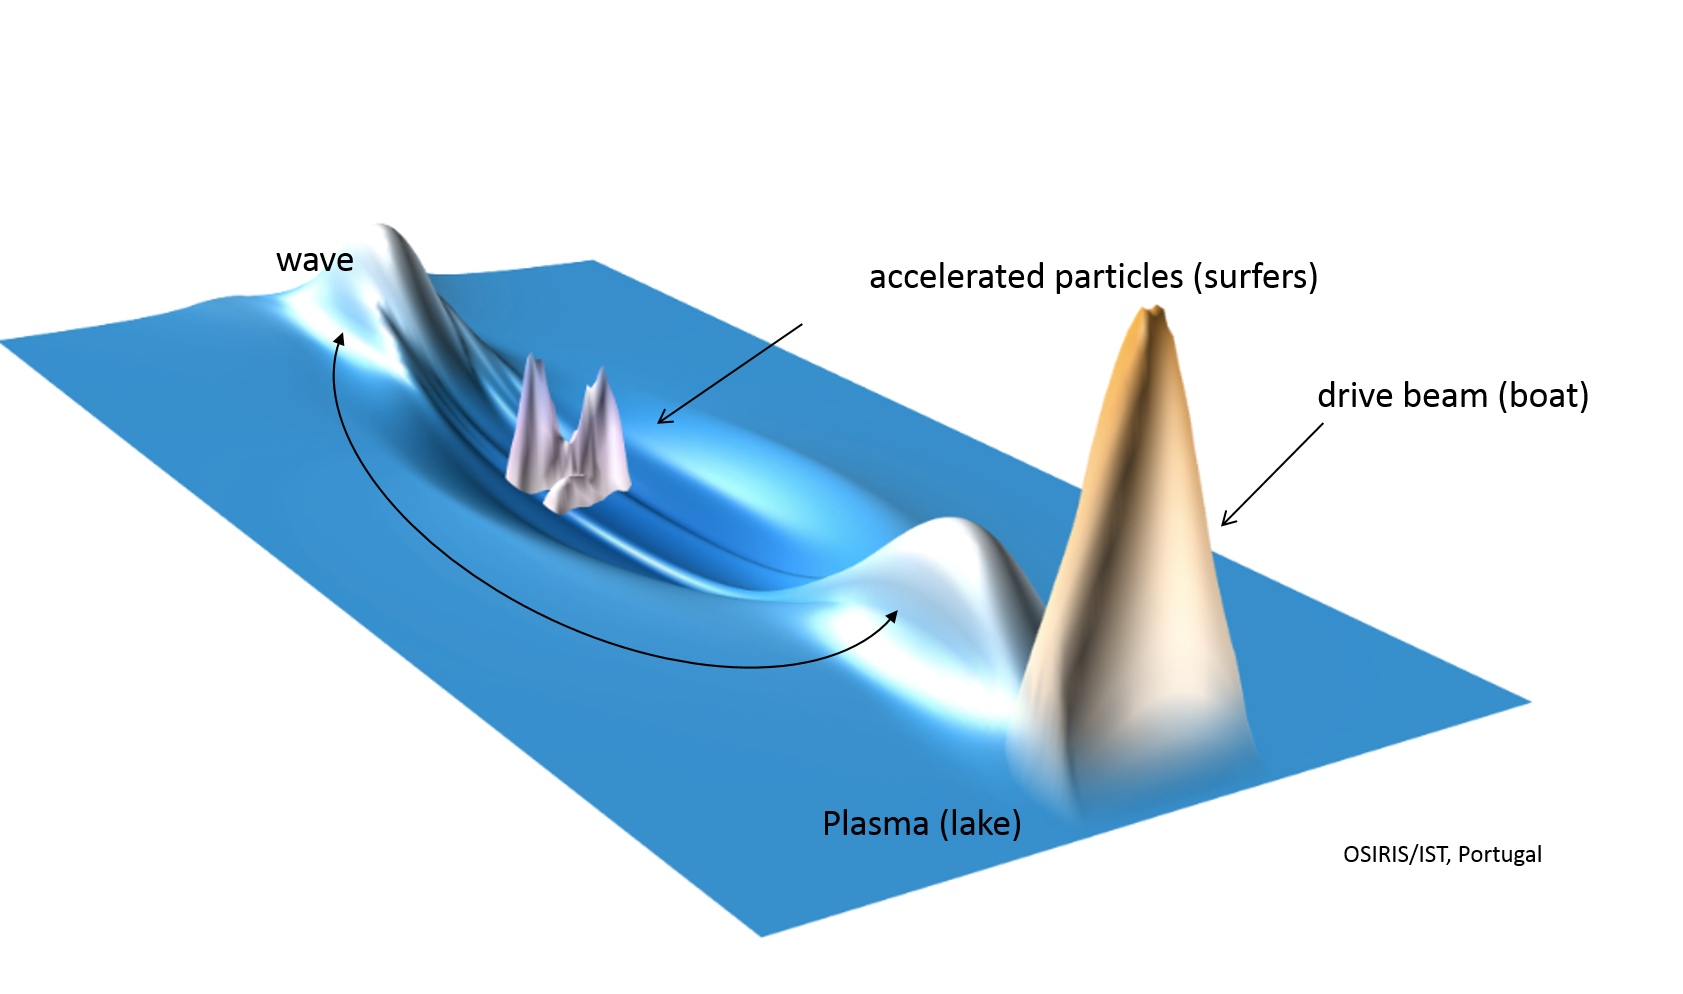 wave
accelerated particles (surfers)
drive beam (boat)
Plasma (lake)
OSIRIS/IST, Portugal